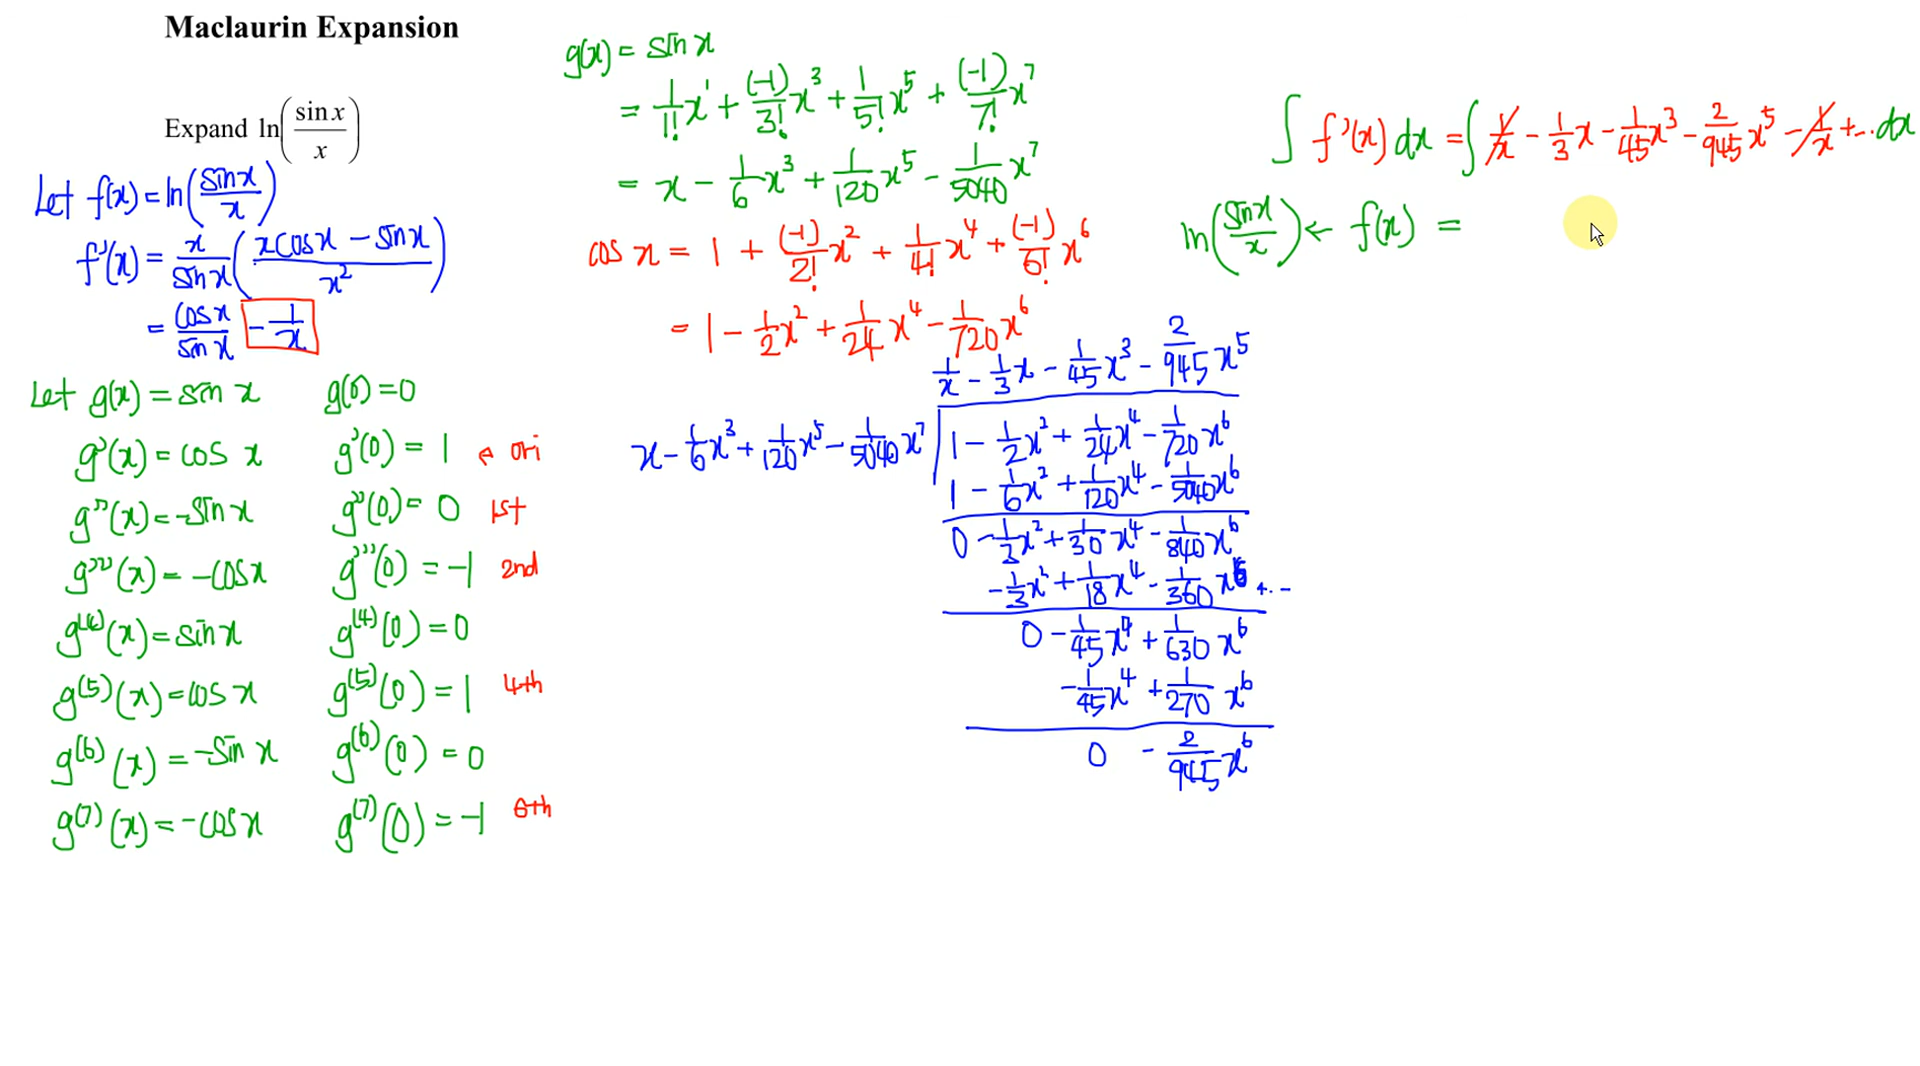 Maclaurin Expansion
Expand ln(sin x / x)
Let f(x) = ln(sin x / x)
f'(x) = x/sin x (x cos x − sin x / x²)
= cos x / sin x − 1/x
Let g(x) = sin x g(0) = 0
g'(x) = cos x g'(0) = 1 ← ori
g''(x) = −sin x g''(0) = 0 1st
g'''(x) = −cos x g'''(0) = −1 2nd
g⁽⁴⁾(x) = sin x g⁽⁴⁾(0) = 0
g⁽⁵⁾(x) = cos x g⁽⁵⁾(0) = 1 4th
g⁽⁶⁾(x) = −sin x g⁽⁶⁾(0) = 0
g⁽⁷⁾(x) = −cos x g⁽⁷⁾(0) = −1 6th
g(x) = sin x
= 1/1! x¹ + (−1)/3! x³ + 1/5! x⁵ + (−1)/7! x⁷
= x − 1/6 x³ + 1/120 x⁵ − 1/5040 x⁷
cos x = 1 + (−1)/2! x² + 1/4! x⁴ + (−1)/6! x⁶
= 1 − 1/2 x² + 1/24 x⁴ − 1/720 x⁶
1/x − 1/3 x − 1/45 x³ − 2/945 x⁵
x − 1/6 x³ + 1/120 x⁵ − 1/5040 x⁷ 1 − 1/2 x² + 1/24 x⁴ − 1/720 x⁶
1 − 1/6 x² + 1/120 x⁴ − 1/5040 x⁶
0 − 1/3 x² + 1/30 x⁴ − 1/840 x⁶
− 1/3 x² + 1/18 x⁴ − 1/360 x⁶ + ...
0 − 1/45 x⁴ + 1/630 x⁶
− 1/45 x⁴ + 1/270 x⁶
0 − 2/945 x⁶
∫ f'(x) dx = ∫ 1/x − 1/3 x − 1/45 x³ − 2/945 x⁵ − 1/x + ... dx
ln(sin x / x) ← f(x) =